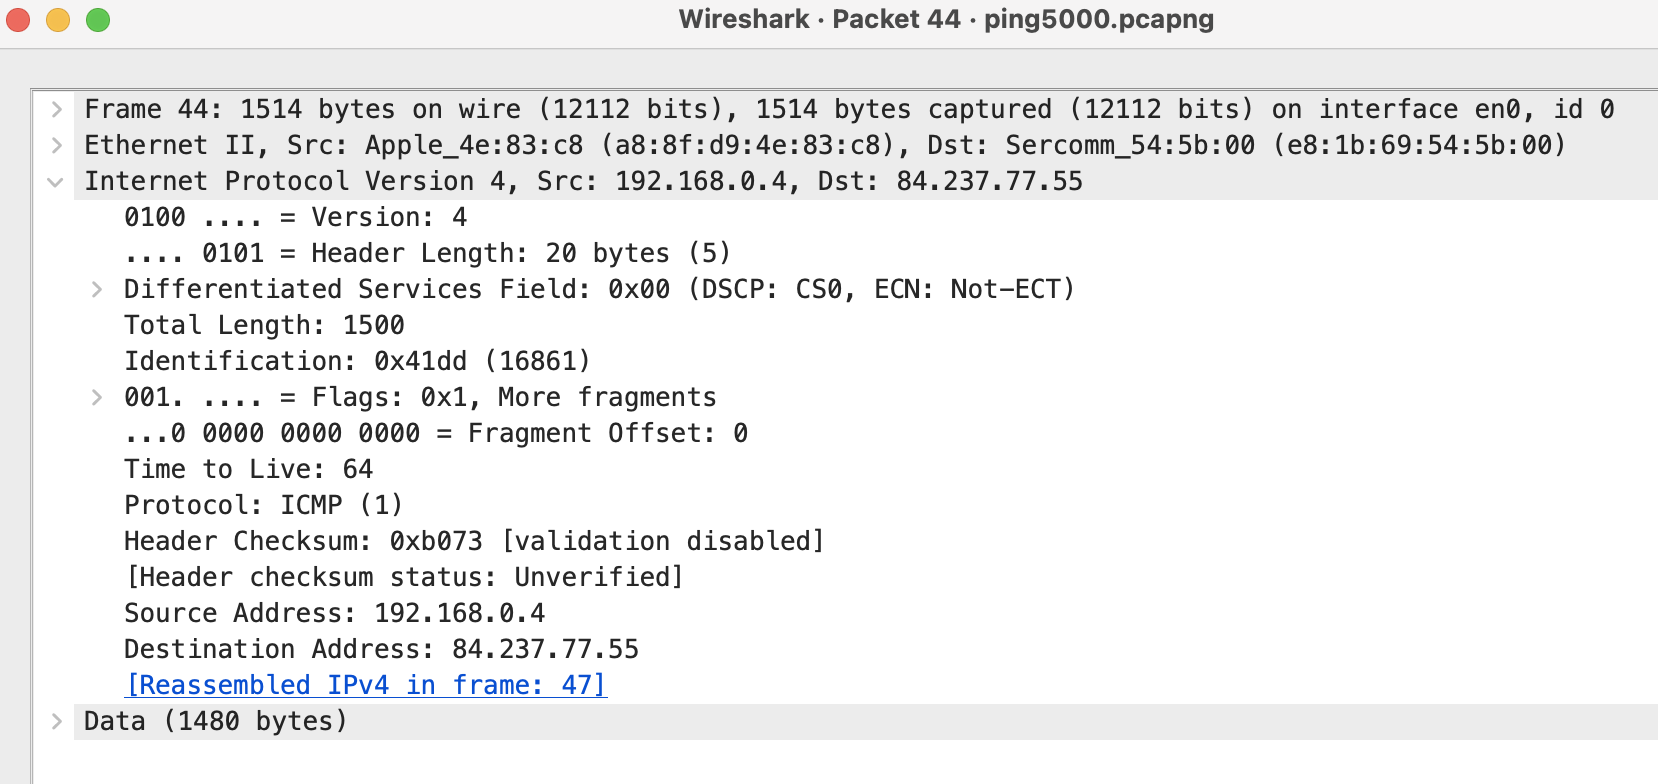 Wireshark · Packet 44 · ping5000.pcapng
Frame 44: 1514 bytes on wire (12112 bits), 1514 bytes captured (12112 bits) on interface en0, id 0
Ethernet II, Src: Apple_4e:83:c8 (a8:8f:d9:4e:83:c8), Dst: Sercomm_54:5b:00 (e8:1b:69:54:5b:00)
Internet Protocol Version 4, Src: 192.168.0.4, Dst: 84.237.77.55
0100 .... = Version: 4
.... 0101 = Header Length: 20 bytes (5)
Differentiated Services Field: 0x00 (DSCP: CS0, ECN: Not-ECT)
Total Length: 1500
Identification: 0x41dd (16861)
001. .... = Flags: 0x1, More fragments
...0 0000 0000 0000 = Fragment Offset: 0
Time to Live: 64
Protocol: ICMP (1)
Header Checksum: 0xb073 [validation disabled]
[Header checksum status: Unverified]
Source Address: 192.168.0.4
Destination Address: 84.237.77.55
[Reassembled IPv4 in frame: 47]
Data (1480 bytes)